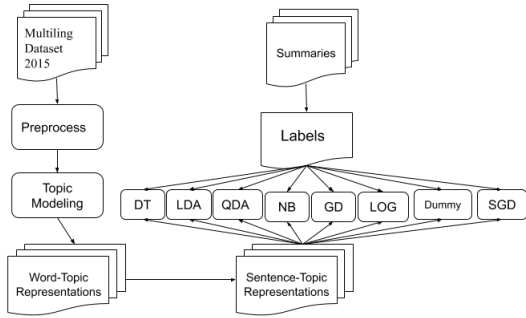 Multiling
Dataset
2015
Summaries
Preprocess
Labels
Topic
Modeling
DT LDA QDA NB GD LOG Dummy SGD
Word-Topic
Representations
Sentence-Topic
Representations